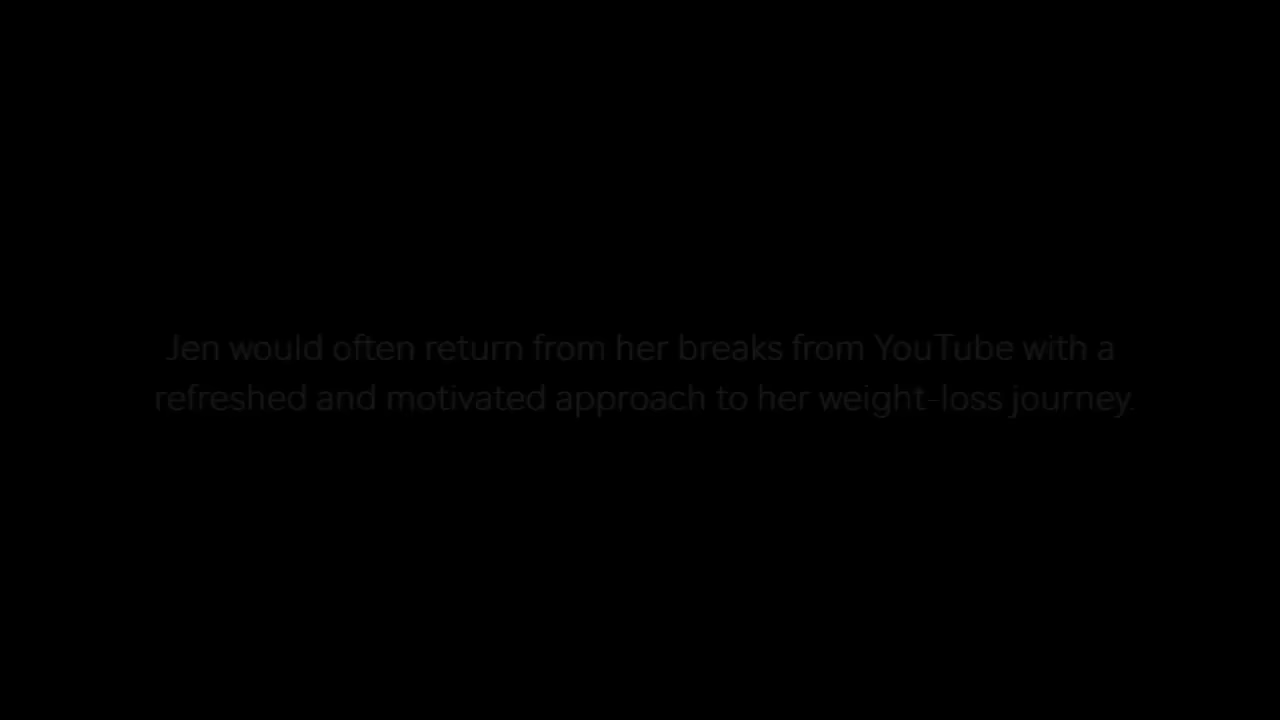 Jen would often return from her breaks from YouTube with a
refreshed and motivated approach to her weight-loss journey.